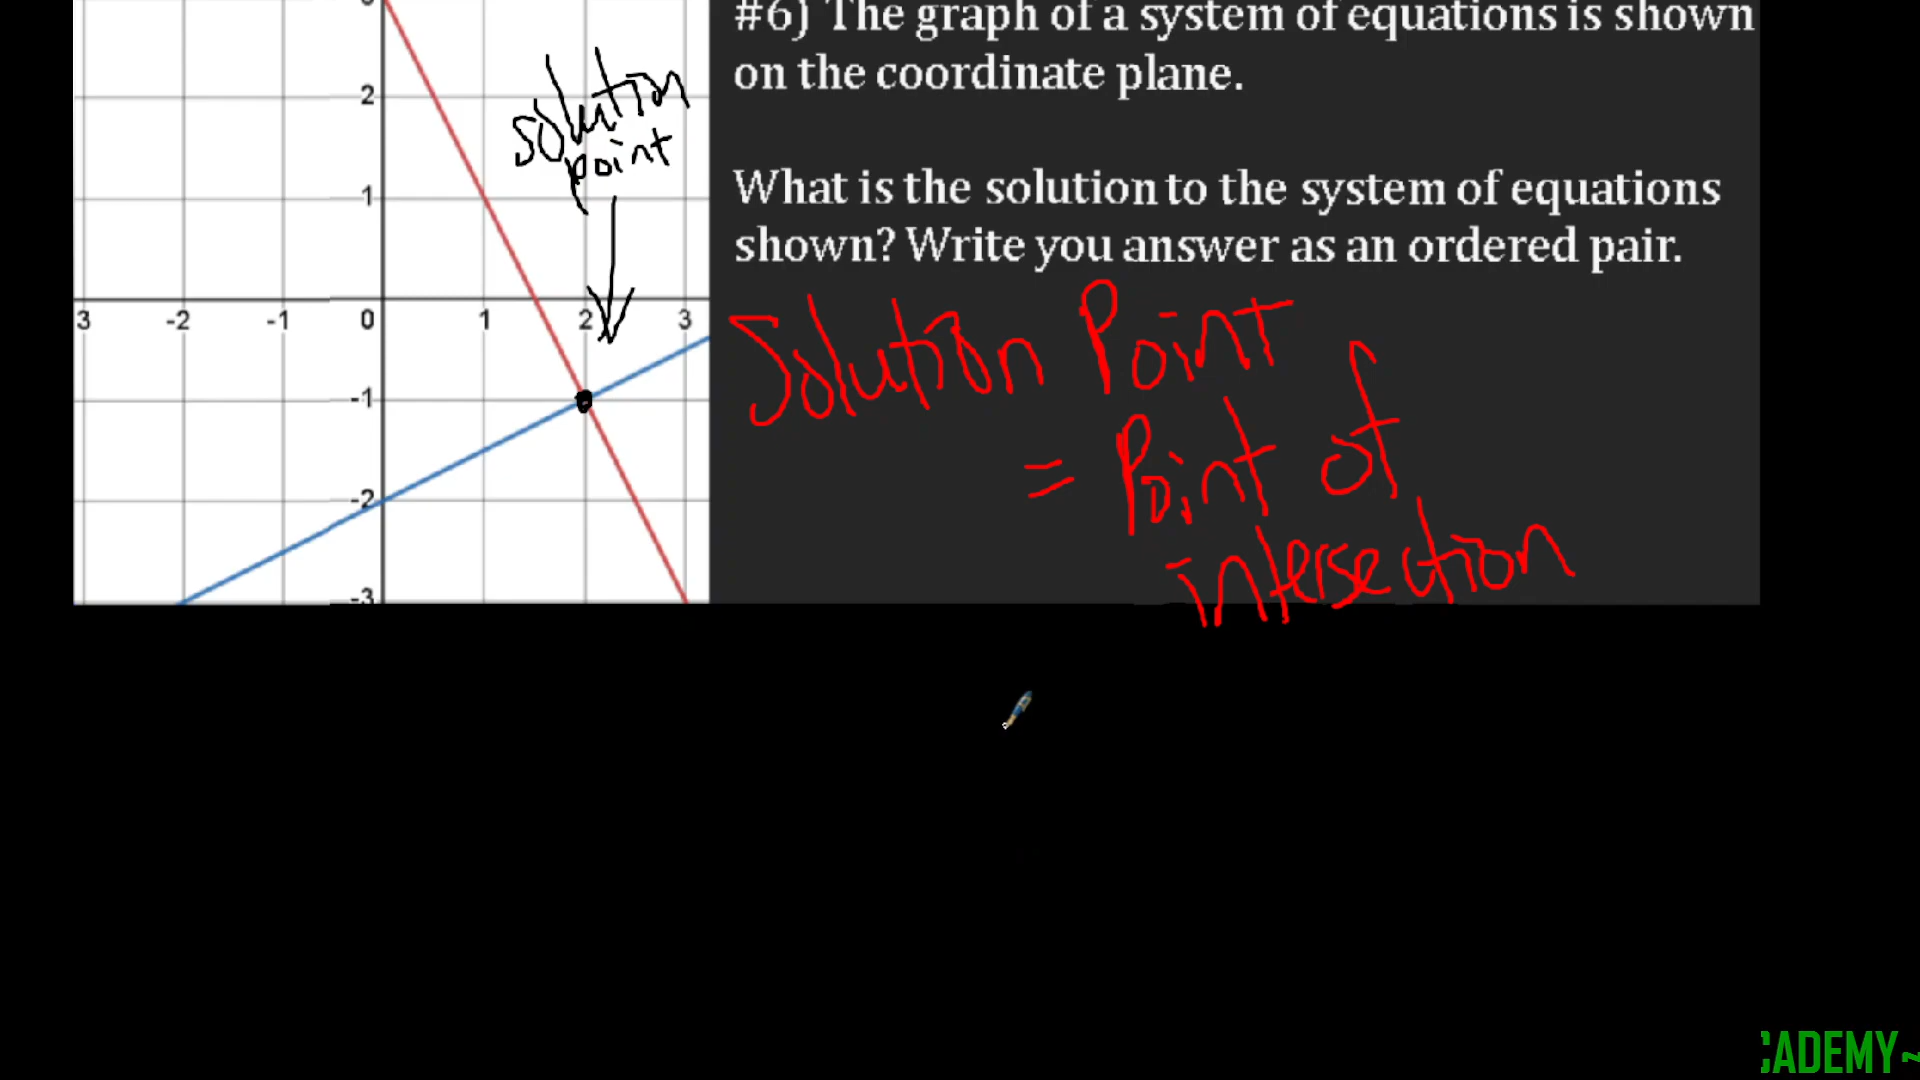 #6) The graph of a system of equations is shown
on the coordinate plane.
What is the solution to the system of equations
shown? Write you answer as an ordered pair.
solution
point
2
1
3 -2 -1 0 1 2 3
-1
-2
-3
Solution Point
= Point of
intersection
CADEMY